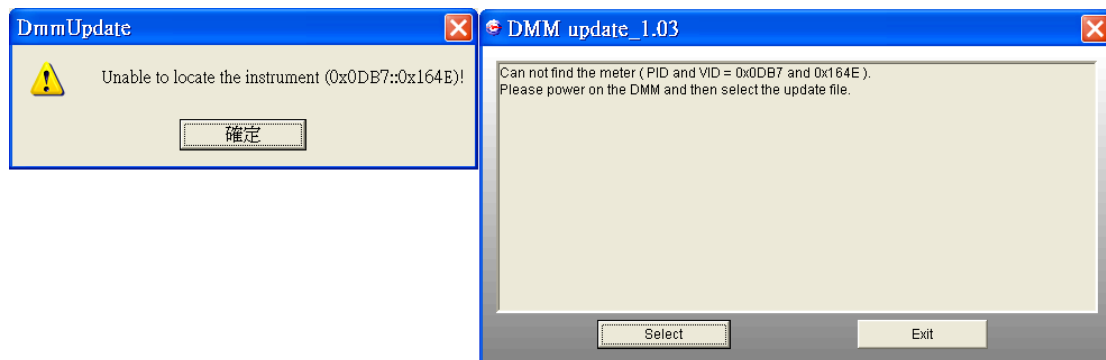 DmmUpdate
Unable to locate the instrument (0x0DB7::0x164E)!
確定
DMM update_1.03
Can not find the meter ( PID and VID = 0x0DB7 and 0x164E ).
Please power on the DMM and then select the update file.
Select
Exit